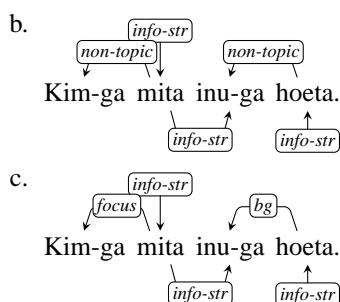 b.
info-str
non-topic non-topic
Kim-ga mita inu-ga hoeta.
info-str info-str
c.
info-str
focus bg
Kim-ga mita inu-ga hoeta.
info-str info-str